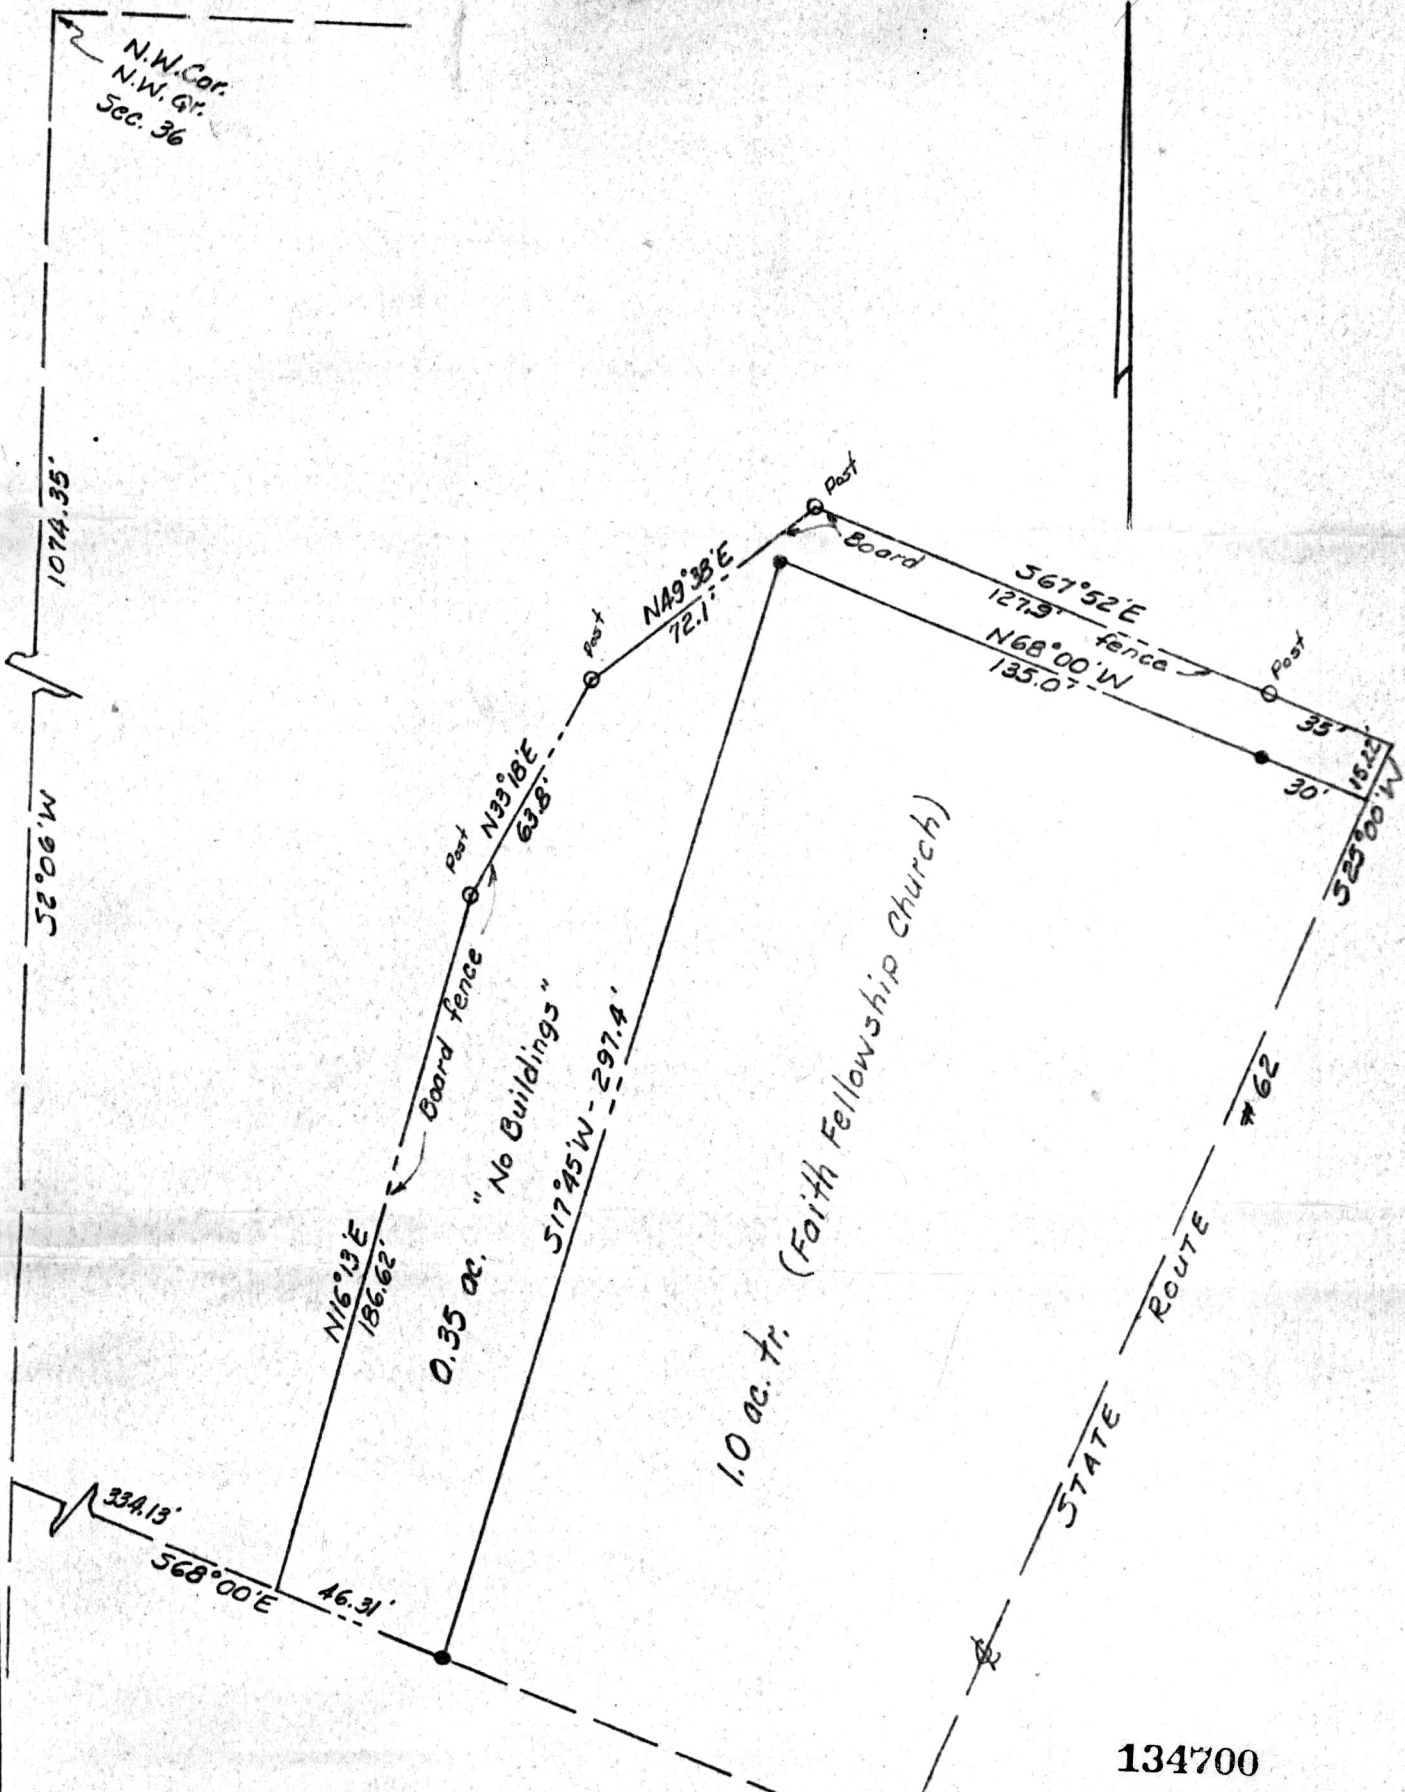 N.W. Cor.
N.W. Qr.
Sec. 36
1074.35'
S2°06'W
Post
Board
fence
S67°52'E
127.9'
N68°00'W
135.0'
Post
35'
30'
15.22'
S25°00'W
N49°38'E
72.1'
Post
N33°18'E
63.8'
Post
Board fence
N16°13'E
186.62'
0.35 ac.
"No Buildings"
S17°45'W - 297.4'
1.0 ac. tr.
(Faith Fellowship Church)
STATE ROUTE #62
℄
334.13'
S68°00'E
46.31'
134700